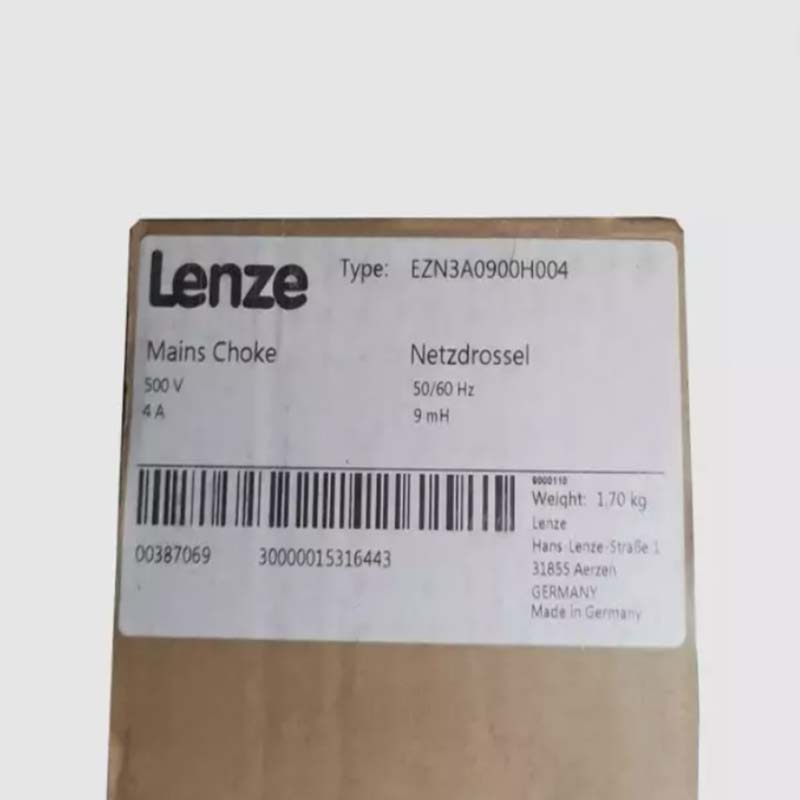 Lenze Type: EZN3A0900H004
Mains Choke Netzdrossel
500 V 50/60 Hz
4 A 9 mH
6000110
Weight: 1,70 kg
Lenze
Hans-Lenze-Straße 1
00387069 30000015316443
31855 Aerzen
GERMANY
Made in Germany